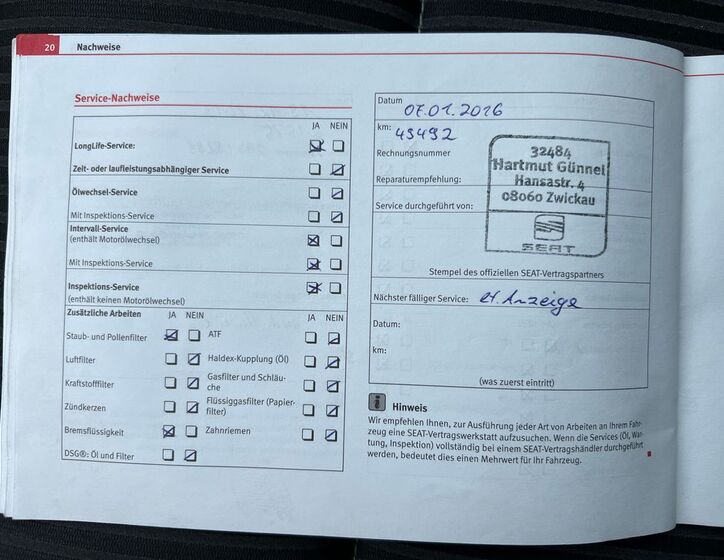 20 Nachweise
Service-Nachweise
JA NEIN
LongLife-Service:
Zeit- oder laufleistungsabhängiger Service
Ölwechsel-Service
Mit Inspektions-Service
Intervall-Service
(enthält Motorölwechsel)
Mit Inspektions-Service
Inspektions-Service
(enthält keinen Motorölwechsel)
Zusätzliche Arbeiten JA NEIN JA NEIN
Staub- und Pollenfilter ATF
Luftfilter Haldex-Kupplung (Öl)
Kraftstofffilter Gasfilter und Schläu-
che
Zündkerzen Flüssiggasfilter (Papier-
filter)
Bremsflüssigkeit Zahnriemen
DSG®: Öl und Filter
Datum 07.01.2016
km: 43492
Rechnungsnummer
Reparaturempfehlung:
Service durchgeführt von:
32484
Hartmut Günnel
Hansastr. 4
08060 Zwickau
SEAT
Stempel des offiziellen SEAT-Vertragspartners
Nächster fälliger Service: lt. Anzeige
Datum:
km:
(was zuerst eintritt)
Hinweis
Wir empfehlen Ihnen, zur Ausführung jeder Art von Arbeiten an Ihrem Fahr-
zeug eine SEAT-Vertragswerkstatt aufzusuchen. Wenn die Services (Öl, War-
tung, Inspektion) vollständig bei einem SEAT-Vertragshändler durchgeführt
werden, bedeutet dies einen Mehrwert für Ihr Fahrzeug.